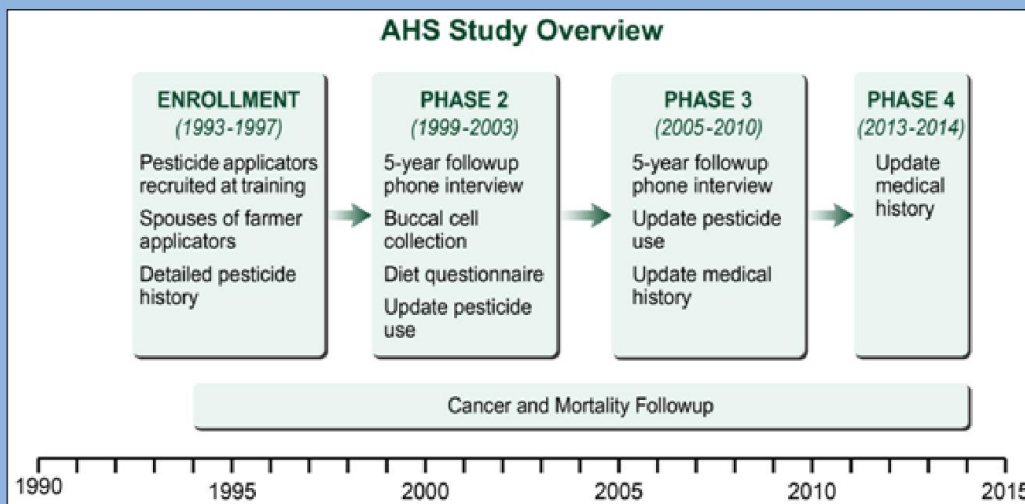 AHS Study Overview
ENROLLMENT
(1993-1997)
Pesticide applicators
recruited at training
Spouses of farmer
applicators
Detailed pesticide
history
PHASE 2
(1999-2003)
5-year followup
phone interview
Buccal cell
collection
Diet questionnaire
Update pesticide
use
PHASE 3
(2005-2010)
5-year followup
phone interview
Update pesticide
use
Update medical
history
PHASE 4
(2013-2014)
Update
medical
history
Cancer and Mortality Followup
1990 1995 2000 2005 2010 2015